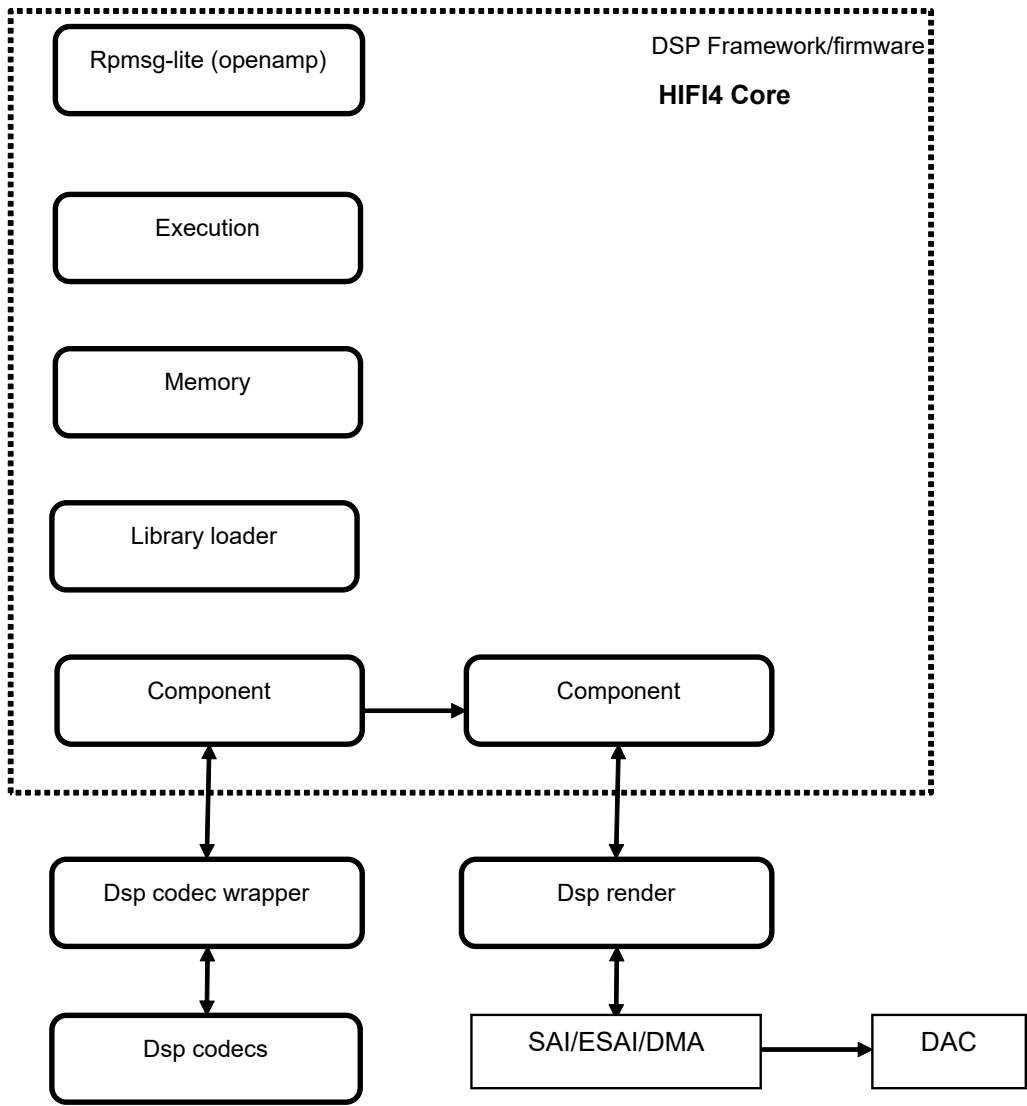 Rpmsg-lite (openamp)
DSP Framework/firmware
HIFI4 Core
Execution
Memory
Library loader
Component
Component
Dsp codec wrapper
Dsp render
Dsp codecs
SAI/ESAI/DMA
DAC